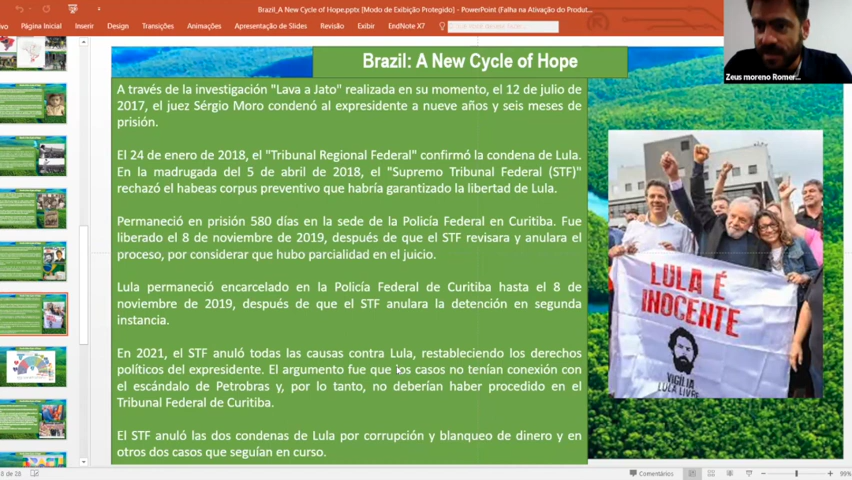 Brazil_A New Cycle of Hope.pptx [Modo de Exibição Protegido] - PowerPoint (Falha na Ativação do Produt...
Página Inicial Inserir Design Transições Animações Apresentação de Slides Revisão Exibir EndNote X7
Zeus moreno Romer...
Brazil: A New Cycle of Hope
A través de la investigación "Lava a Jato" realizada en su momento, el 12 de julio de
2017, el juez Sérgio Moro condenó al expresidente a nueve años y seis meses de
prisión.
El 24 de enero de 2018, el "Tribunal Regional Federal" confirmó la condena de Lula.
En la madrugada del 5 de abril de 2018, el "Supremo Tribunal Federal (STF)"
rechazó el habeas corpus preventivo que habría garantizado la libertad de Lula.
Permaneció en prisión 580 días en la sede de la Policía Federal en Curitiba. Fue
liberado el 8 de noviembre de 2019, después de que el STF revisara y anulara el
proceso, por considerar que hubo parcialidad en el juicio.
Lula permaneció encarcelado en la Policía Federal de Curitiba hasta el 8 de
noviembre de 2019, después de que el STF anulara la detención en segunda
instancia.
En 2021, el STF anuló todas las causas contra Lula, restableciendo los derechos
políticos del expresidente. El argumento fue que los casos no tenían conexión con
el escándalo de Petrobras y, por lo tanto, no deberían haber procedido en el
Tribunal Federal de Curitiba.
El STF anuló las dos condenas de Lula por corrupción y blanqueo de dinero y en
otros dos casos que seguían en curso.
LULA É
INOCENTE
VIGÍLIA
LULA LIVRE
8 de 28
Comentários
99%